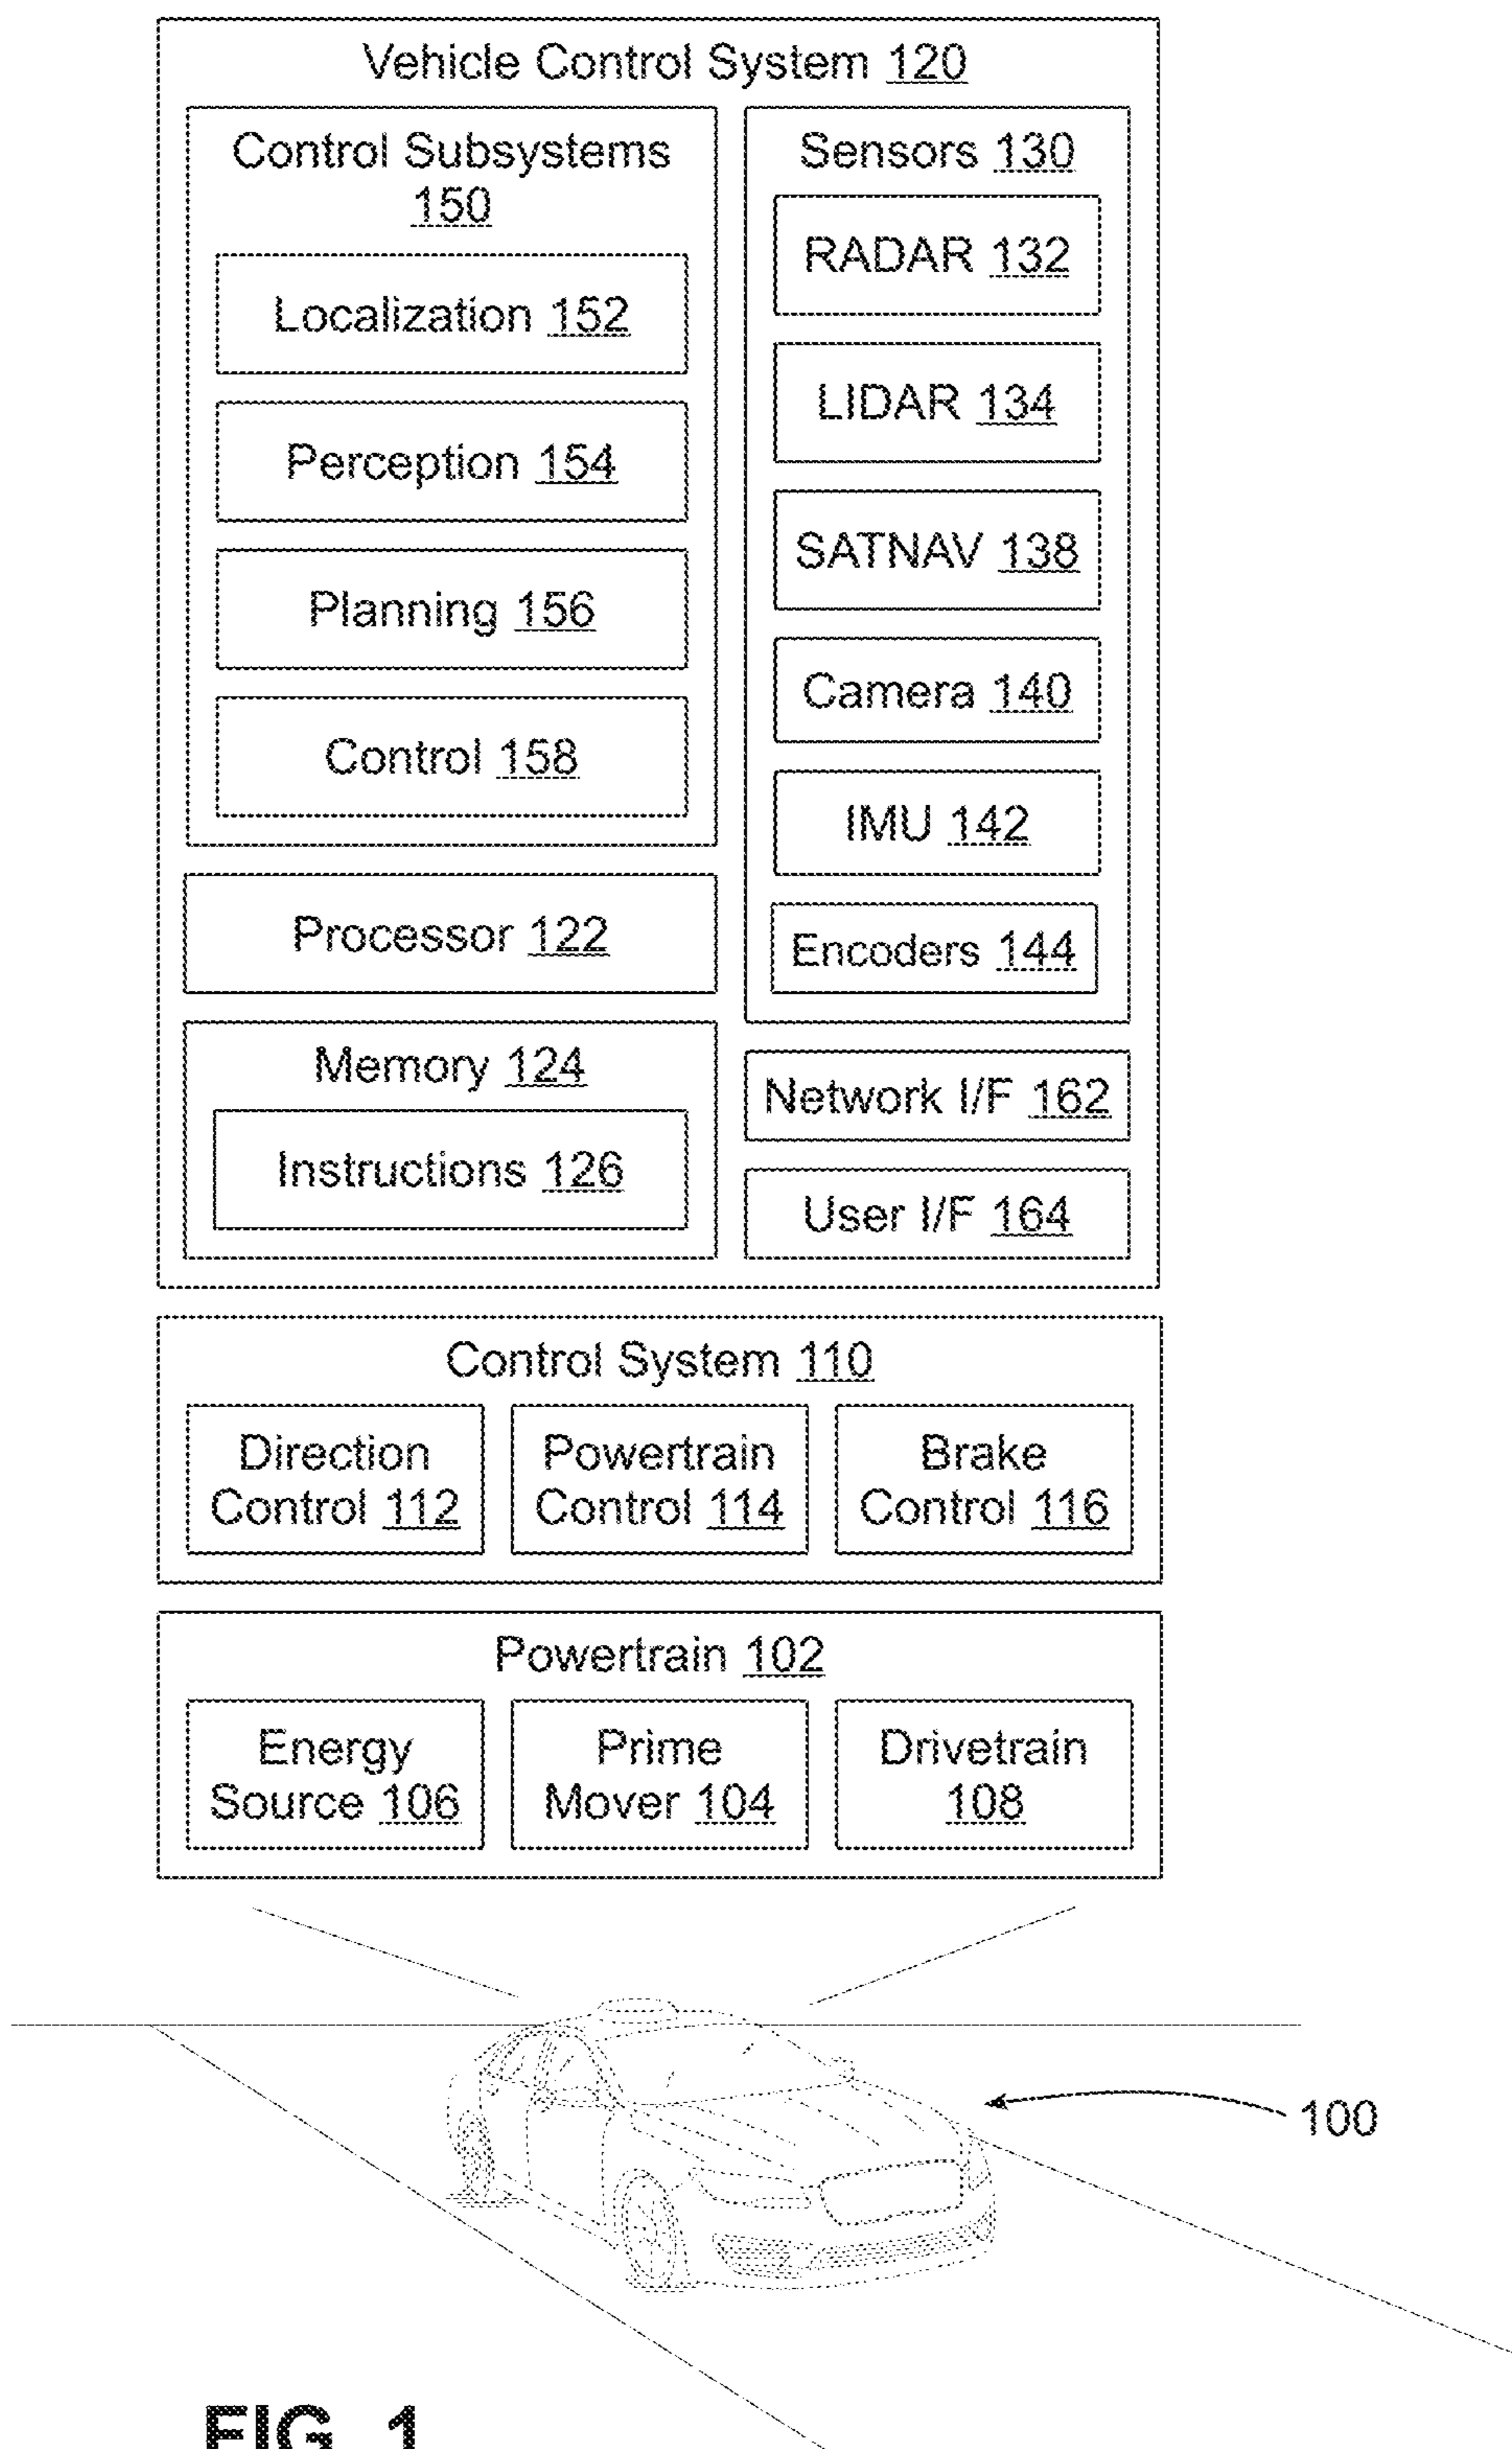 Vehicle Control System 120
Control Subsystems
150
Localization 152
Perception 154
Planning 156
Control 158
Processor 122
Memory 124
Instructions 126
Sensors 130
RADAR 132
LIDAR 134
SATNAV 138
Camera 140
IMU 142
Encoders 144
Network I/F 162
User I/F 164
Control System 110
Direction
Control 112
Powertrain
Control 114
Brake
Control 116
Powertrain 102
Energy
Source 106
Prime
Mover 104
Drivetrain
108
100
FIG. 1